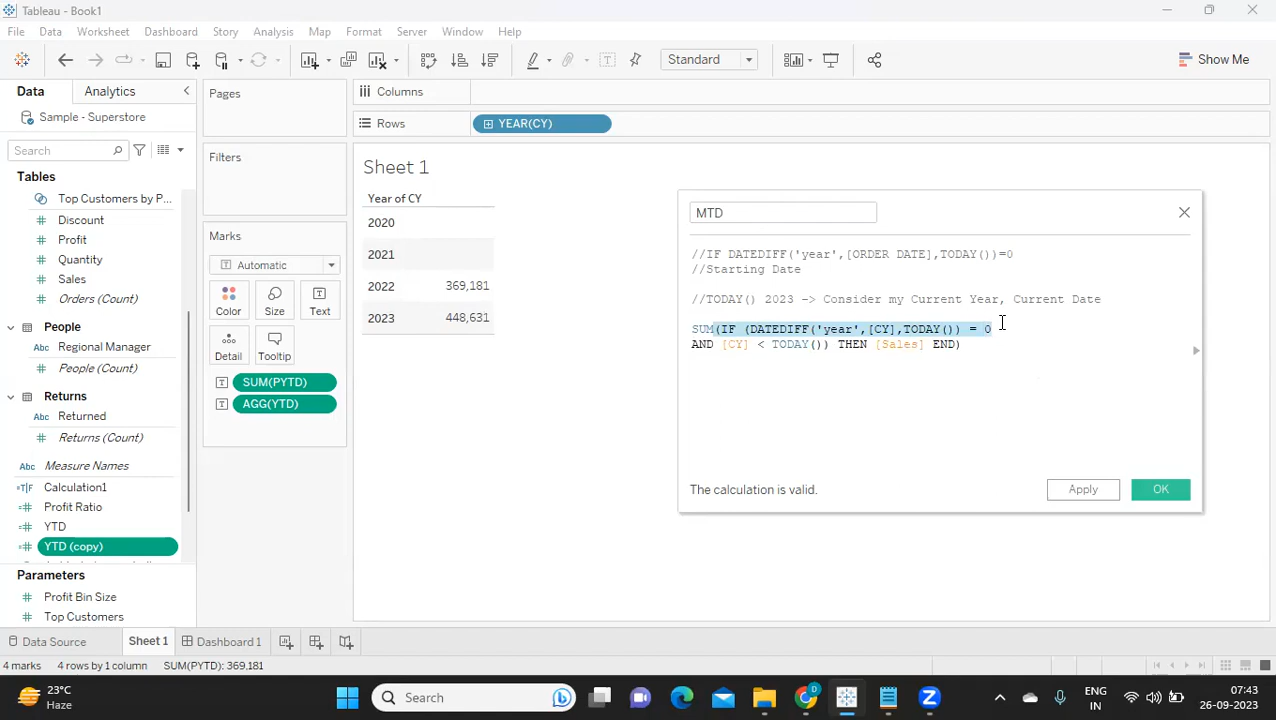 Tableau - Book1
File Data Worksheet Dashboard Story Analysis Map Format Server Window Help
Standard
Show Me
Data Analytics
Pages
Columns
Sample - Superstore
Rows YEAR(CY)
Search
Filters
Tables
Top Customers by P...
Discount
Profit
Quantity
Sales
Orders (Count)
People
Regional Manager
People (Count)
Returns
Returned
Returns (Count)
Measure Names
Calculation1
Profit Ratio
YTD
YTD (copy)
Parameters
Profit Bin Size
Top Customers
Marks
Automatic
Color Size Text
Detail Tooltip
SUM(PYTD)
AGG(YTD)
Sheet 1
Year of CY
2020
2021
2022 369,181
2023 448,631
MTD
//IF DATEDIFF('year',[ORDER DATE],TODAY())=0
//Starting Date
//TODAY() 2023 -> Consider my Current Year, Current Date
SUM(IF (DATEDIFF('year',[CY],TODAY()) = 0
AND [CY] < TODAY()) THEN [Sales] END)
The calculation is valid.
Apply OK
Data Source Sheet 1 Dashboard 1
4 marks 4 rows by 1 column SUM(PYTD): 369,181
23°C
Haze
Search
ENG
IN
07:43
26-09-2023